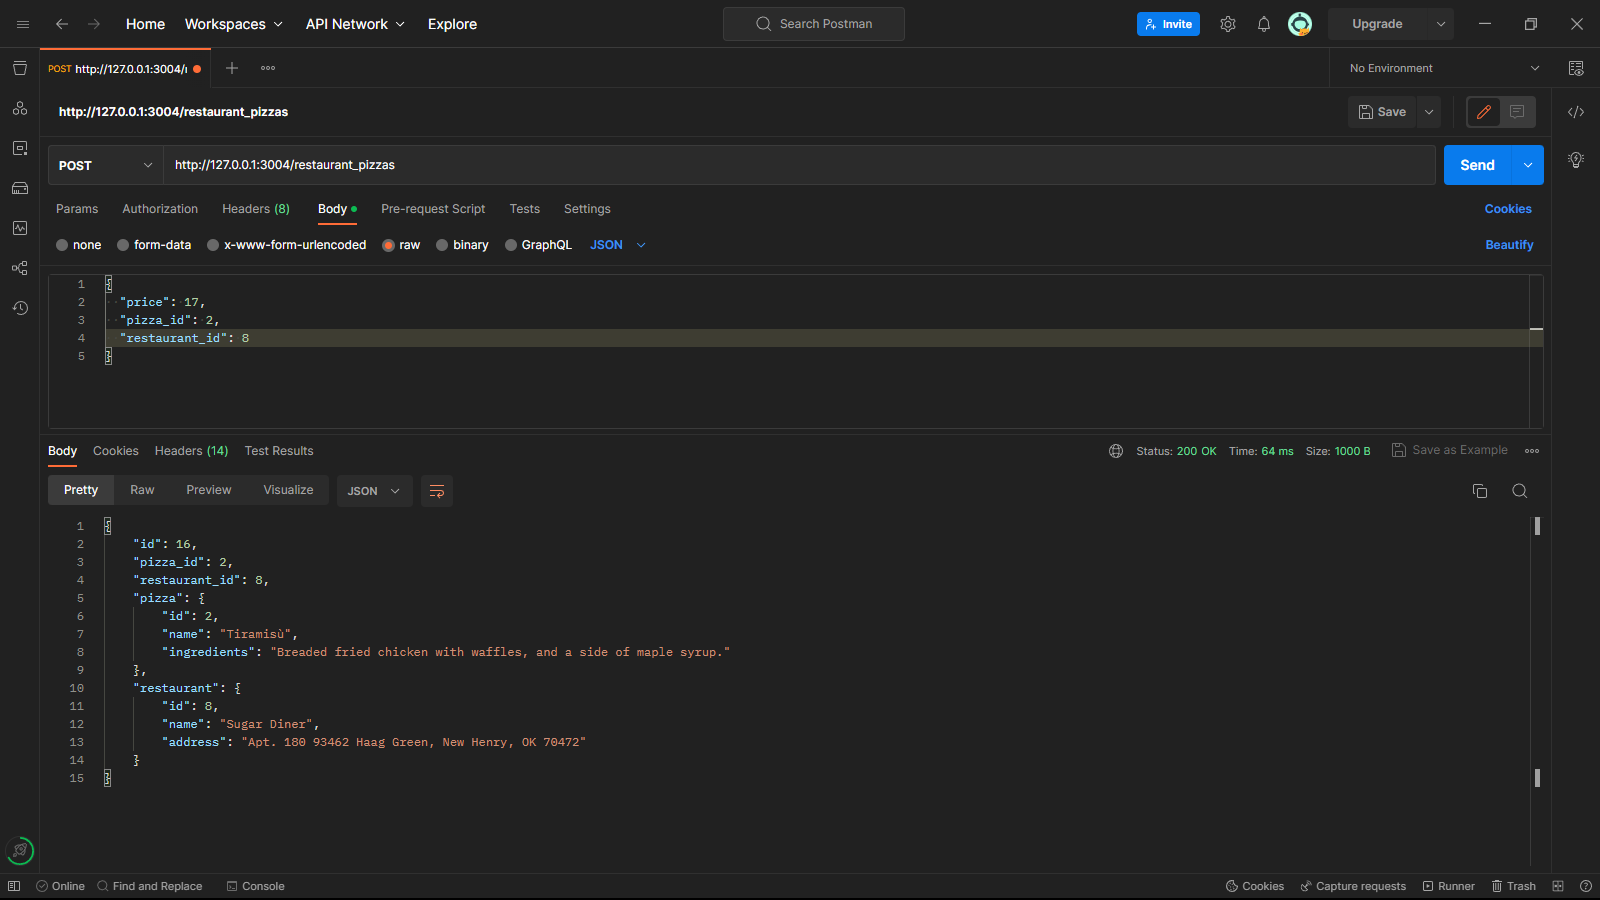 Home Workspaces API Network Explore Search Postman Invite Upgrade
POST http://127.0.0.1:3004/r No Environment
http://127.0.0.1:3004/restaurant_pizzas Save
POST http://127.0.0.1:3004/restaurant_pizzas Send
Params Authorization Headers (8) Body Pre-request Script Tests Settings Cookies
none form-data x-www-form-urlencoded raw binary GraphQL JSON Beautify
1 {
2 "price": 17,
3 "pizza_id": 2,
4 "restaurant_id": 8
5 }
Body Cookies Headers (14) Test Results Status: 200 OK Time: 64 ms Size: 1000 B Save as Example
Pretty Raw Preview Visualize JSON
1 {
2 "id": 16,
3 "pizza_id": 2,
4 "restaurant_id": 8,
5 "pizza": {
6 "id": 2,
7 "name": "Tiramisù",
8 "ingredients": "Breaded fried chicken with waffles, and a side of maple syrup."
9 },
10 "restaurant": {
11 "id": 8,
12 "name": "Sugar Diner",
13 "address": "Apt. 180 93462 Haag Green, New Henry, OK 70472"
14 }
15 }
Online Find and Replace Console Cookies Capture requests Runner Trash